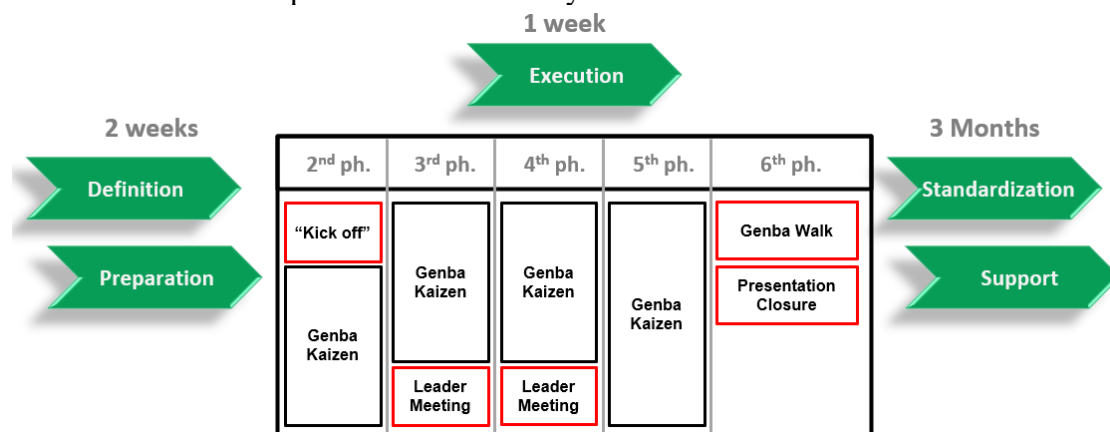 1 week
Execution
2 weeks
3 Months
Definition
Preparation
2nd ph.
3rd ph.
4th ph.
5th ph.
6th ph.
“Kick off”
Genba
Kaizen
Genba
Kaizen
Leader
Meeting
Genba
Kaizen
Leader
Meeting
Genba
Kaizen
Genba Walk
Presentation
Closure
Standardization
Support